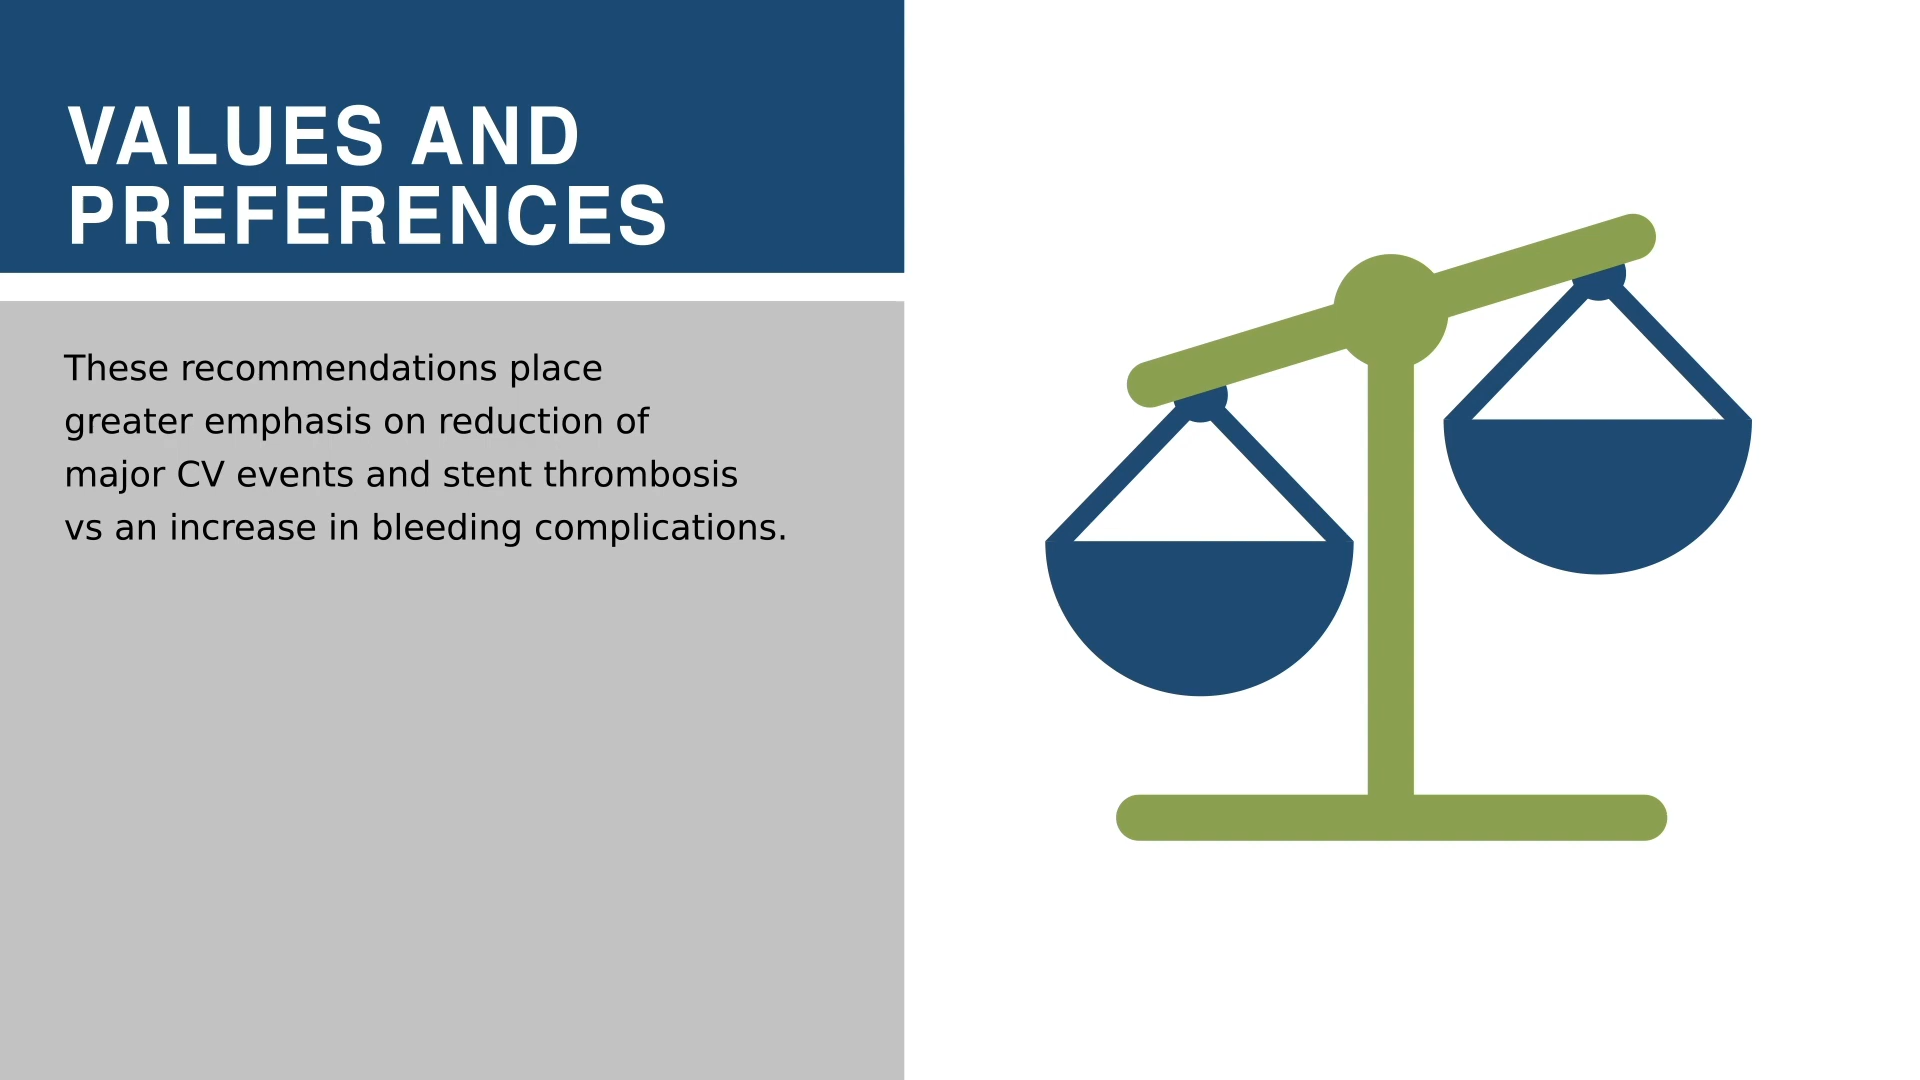 VALUES AND
PREFERENCES
These recommendations place
greater emphasis on reduction of
major CV events and stent thrombosis
vs an increase in bleeding complications.